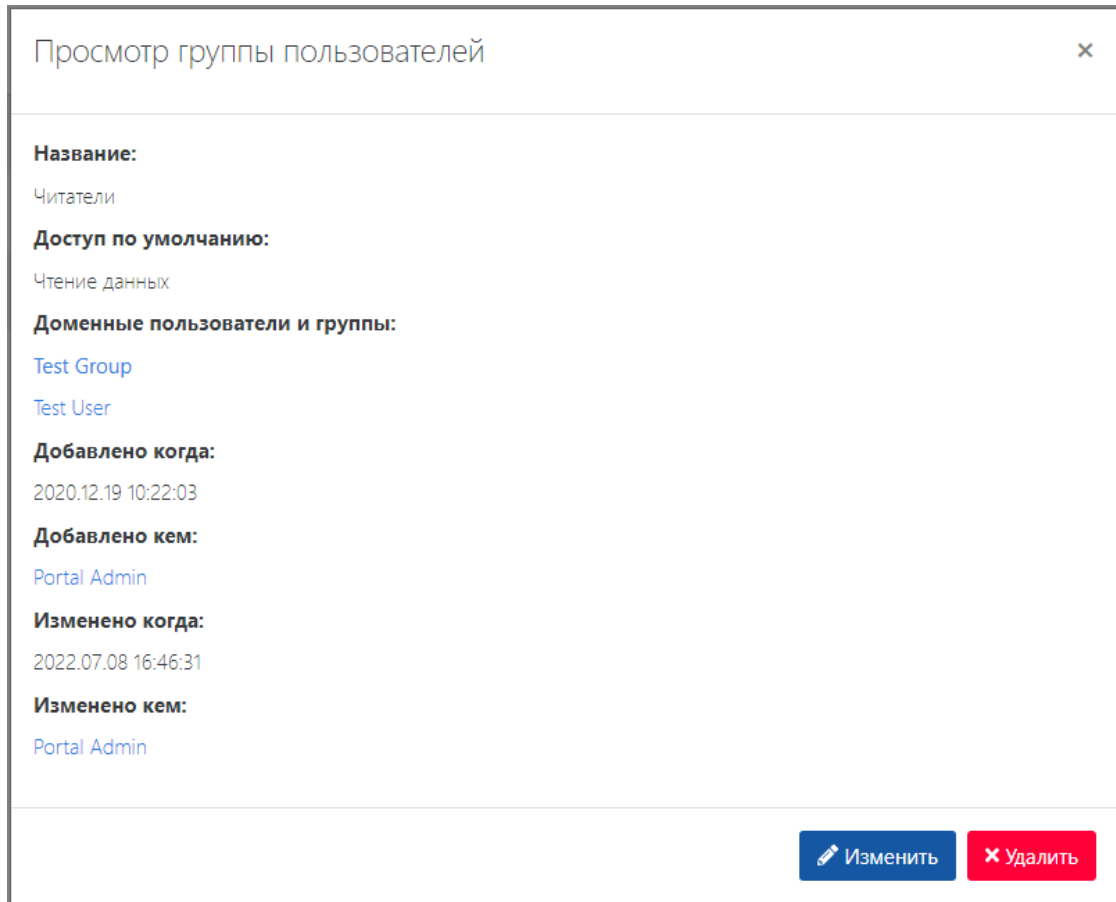 Просмотр группы пользователей
Название:
Читатели
Доступ по умолчанию:
Чтение данных
Доменные пользователи и группы:
Test Group
Test User
Добавлено когда:
2020.12.19 10:22:03
Добавлено кем:
Portal Admin
Изменено когда:
2022.07.08 16:46:31
Изменено кем:
Portal Admin
Изменить
Удалить